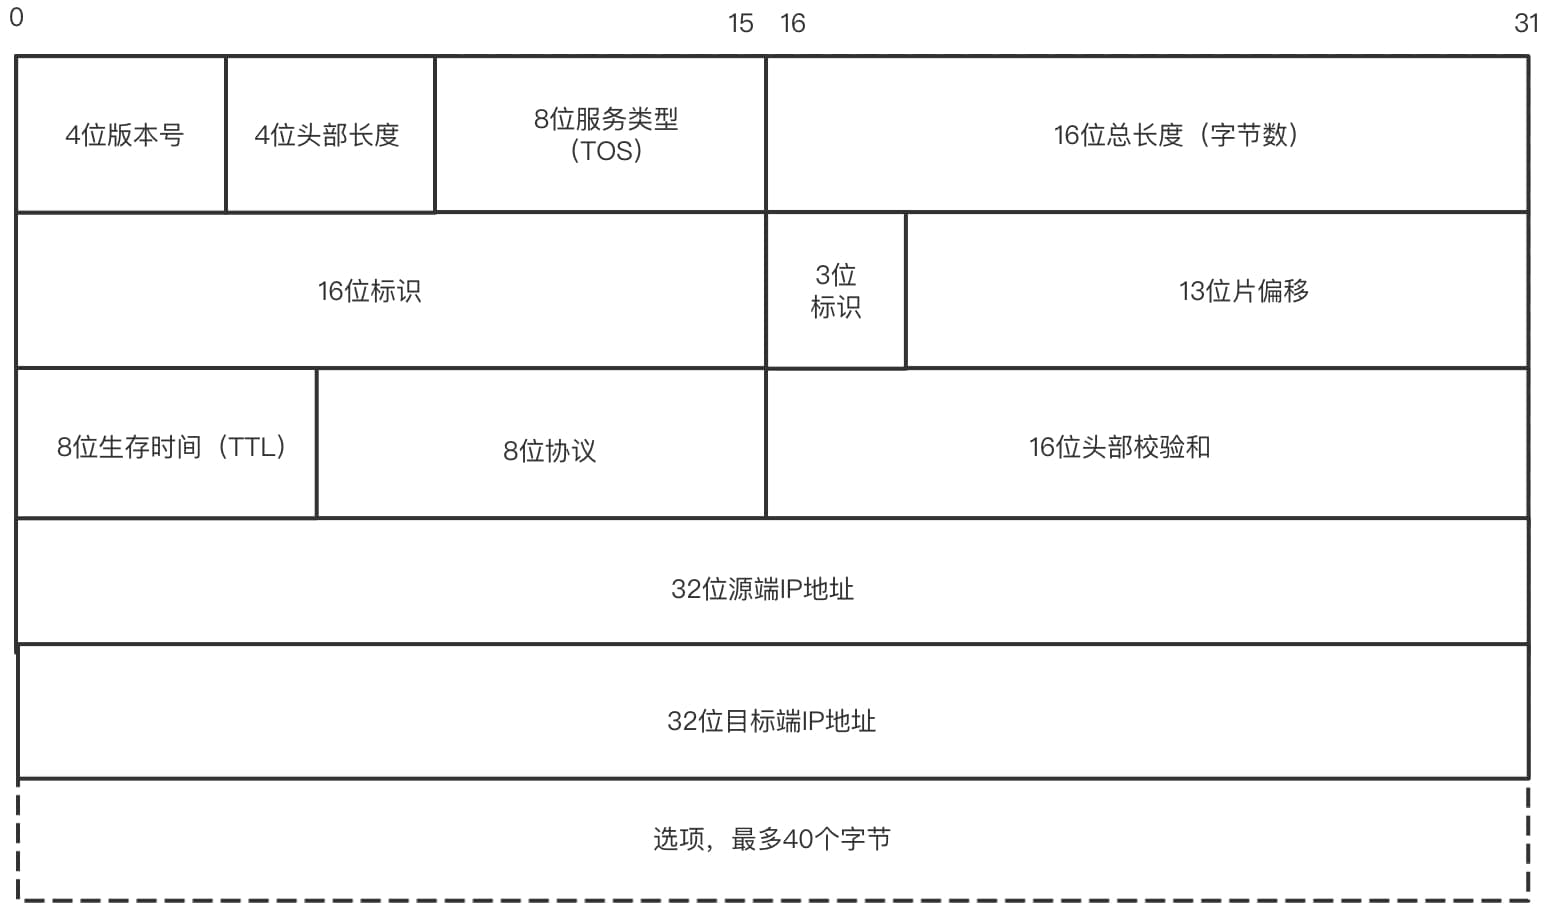 0
15
16
31
4位版本号
4位头部长度
8位服务类型
（TOS）
16位总长度（字节数）
16位标识
3位
标识
13位片偏移
8位生存时间（TTL）
8位协议
16位头部校验和
32位源端IP地址
32位目标端IP地址
选项，最多40个字节